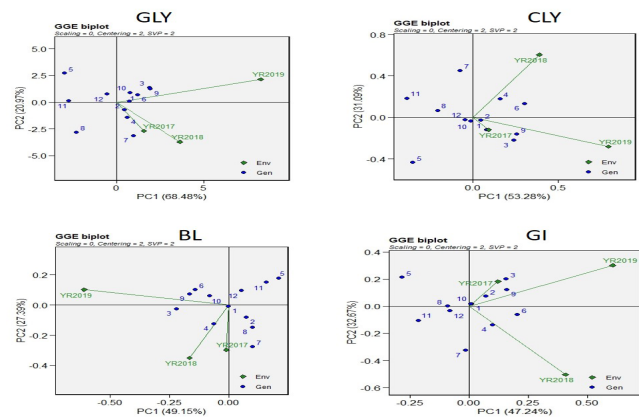 GLY
GGE biplot
Scaling = 0, Centering = 2, SVP = 2
PC2 (20.97%)
5.0
2.5
0.0
-2.5
-5.0
5
11
12
10
3
9
6
1
2
4
8
7
YR2019
YR2017
YR2018
Env
Gen
0
5
PC1 (68.48%)
CLY
GGE biplot
Scaling = 0, Centering = 2, SVP = 2
PC2 (31.09%)
0.8
0.4
0.0
-0.4
YR2018
7
11
8
4
6
12
10
1
2
9
3
5
YR2017
YR2019
Env
Gen
0.0
0.5
PC1 (53.28%)
BL
GGE biplot
Scaling = 0, Centering = 2, SVP = 2
PC2 (27.39%)
0.2
0.0
-0.2
-0.4
YR2019
6
9
10
3
12
11
5
1
4
2
8
7
YR2017
YR2018
Env
Gen
-0.50
-0.25
0.00
PC1 (49.15%)
GI
GGE biplot
Scaling = 0, Centering = 2, SVP = 2
PC2 (32.67%)
0.4
0.2
0.0
-0.2
-0.4
-0.6
5
YR2017
3
YR2019
9
2
10
1
8
12
11
6
4
7
YR2018
Env
Gen
-0.25
0.00
0.25
0.50
PC1 (47.24%)